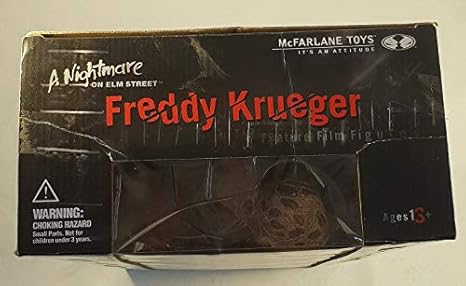 McFARLANE TOYS
IT'S AN ATTITUDE
A Nightmare
ON ELM STREET
Freddy Krueger
Feature Film Figure
WARNING:
CHOKING HAZARD
Small Parts. Not for
children under 3 years.
Ages 13+